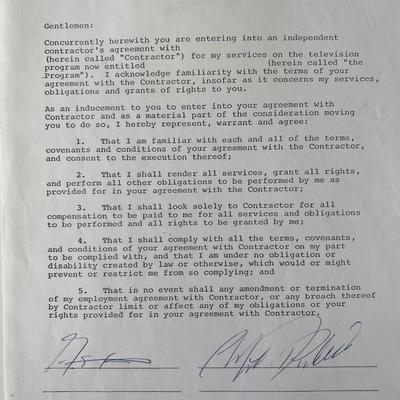 Gentlemen:
Concurrently herewith you are entering into an independent
contractor's agreement with
(herein called "Contractor") for my services on the television
program now entitled (herein called "the
Program"). I acknowledge familiarity with the terms of your
agreement with the Contractor, insofar as it concerns my services,
obligations and grants of rights to you.
As an inducement to you to enter into your agreement with
Contractor and as a material part of the consideration moving
you to do so, I hereby represent, warrant and agree:
1. That I am familiar with each and all of the terms,
covenants and conditions of your agreement with the Contractor,
and consent to the execution thereof;
2. That I shall render all services, grant all rights,
and perform all other obligations to be performed by me as
provided for in your agreement with the Contractor;
3. That I shall look solely to Contractor for all
compensation to be paid to me for all services and obligations
to be performed and all rights to be granted by me;
4. That I shall comply with all the terms, covenants,
and conditions of your agreement with Contractor on my part
to be complied with, and that I am under no obligation or
disability created by law or otherwise, which would or might
prevent or restrict me from so complying; and
5. That in no event shall any amendment or termination
of my employment agreement with Contractor, or any breach thereof
by Contractor limit or affect any of my obligations or your
rights provided for in your agreement with Contractor.